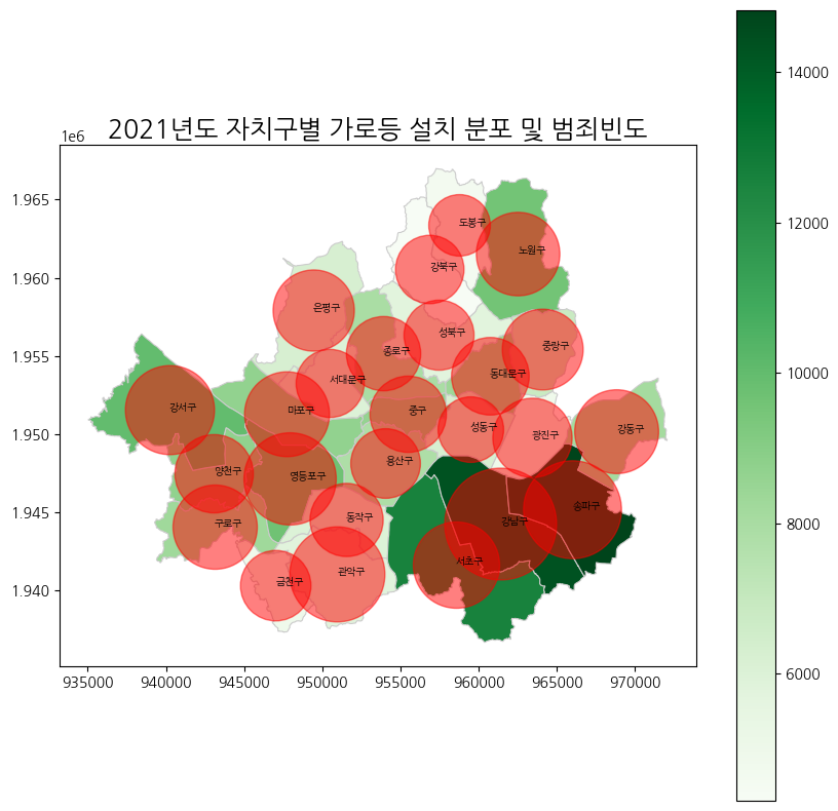 2021년도 자치구별 가로등 설치 분포 및 범죄빈도
1e6
1.965
1.960
1.955
1.950
1.945
1.940
935000 940000 945000 950000 955000 960000 965000 970000
도봉구
노원구
강북구
은평구
성북구
중랑구
종로구
동대문구
서대문구
강서구
마포구
중구
강동구
성동구
광진구
용산구
양천구
영등포구
송파구
구로구
동작구
강남구
서초구
관악구
금천구
14000
12000
10000
8000
6000